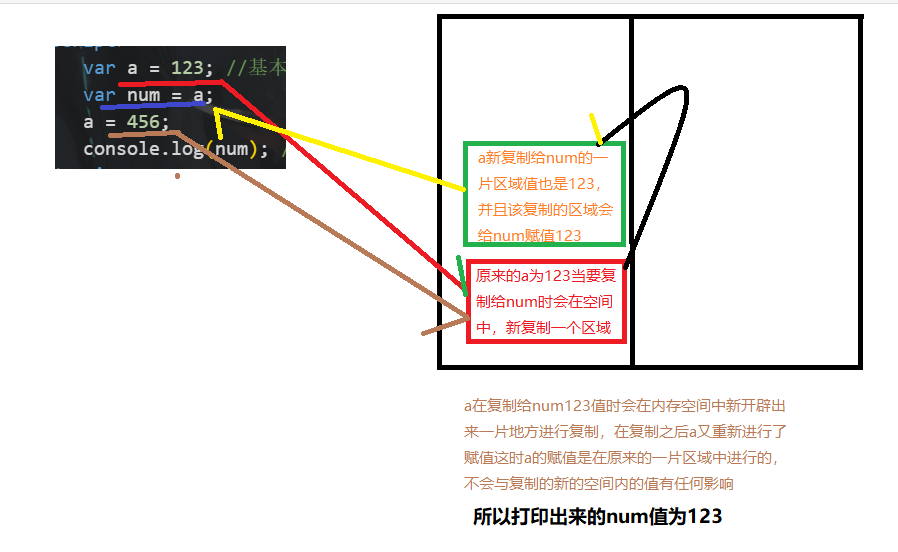 var a = 123; //基本
var num = a;
a = 456;
console.log(num); /
a新复制给num的一
片区域值也是123，
并且该复制的区域会
给num赋值123
原来的a为123当要复
制给num时会在空间
中，新复制一个区域
a在复制给num123值时会在内存空间中新开辟出
来一片地方进行复制，在复制之后a又重新进行了
赋值这时a的赋值是在原来的一片区域中进行的，
不会与复制的新的空间内的值有任何影响
所以打印出来的num值为123